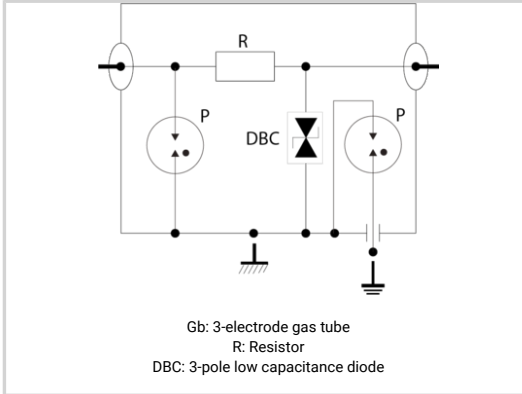 R
P
DBC
P
Gb: 3-electrode gas tube
R: Resistor
DBC: 3-pole low capacitance diode